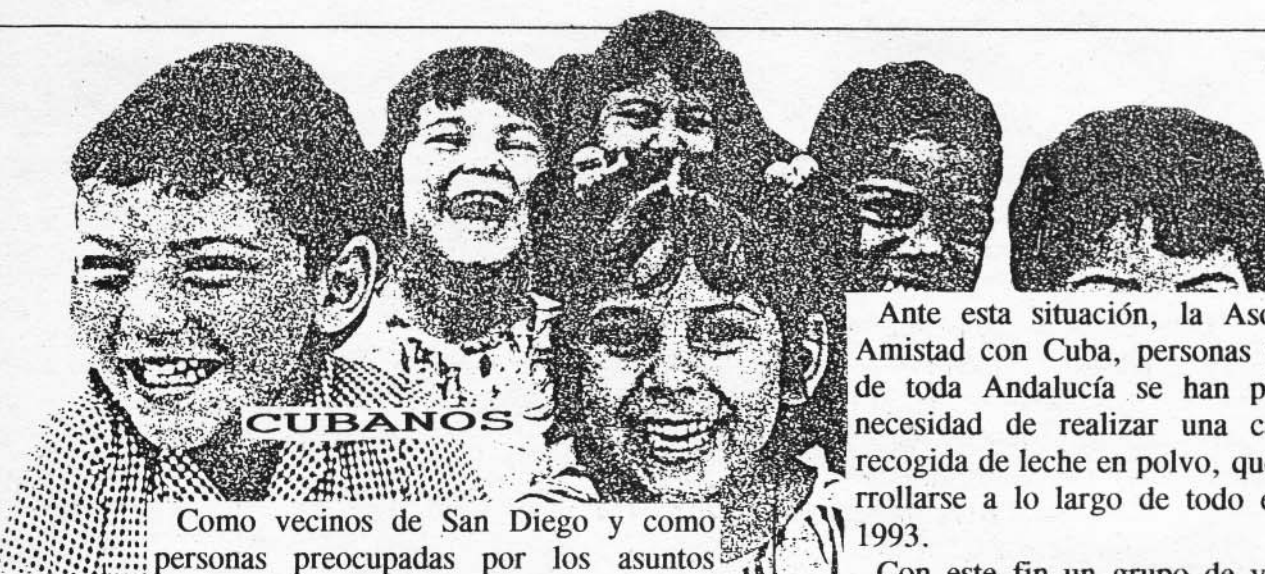 CUBANOS
Como vecinos de San Diego y como
personas preocupadas por los asuntos
Ante esta situación, la Aso
Amistad con Cuba, personas
de toda Andalucía se han p
necesidad de realizar una c
recogida de leche en polvo, qu
rrollarse a lo largo de todo e
1993.
Con este fin un grupo de v